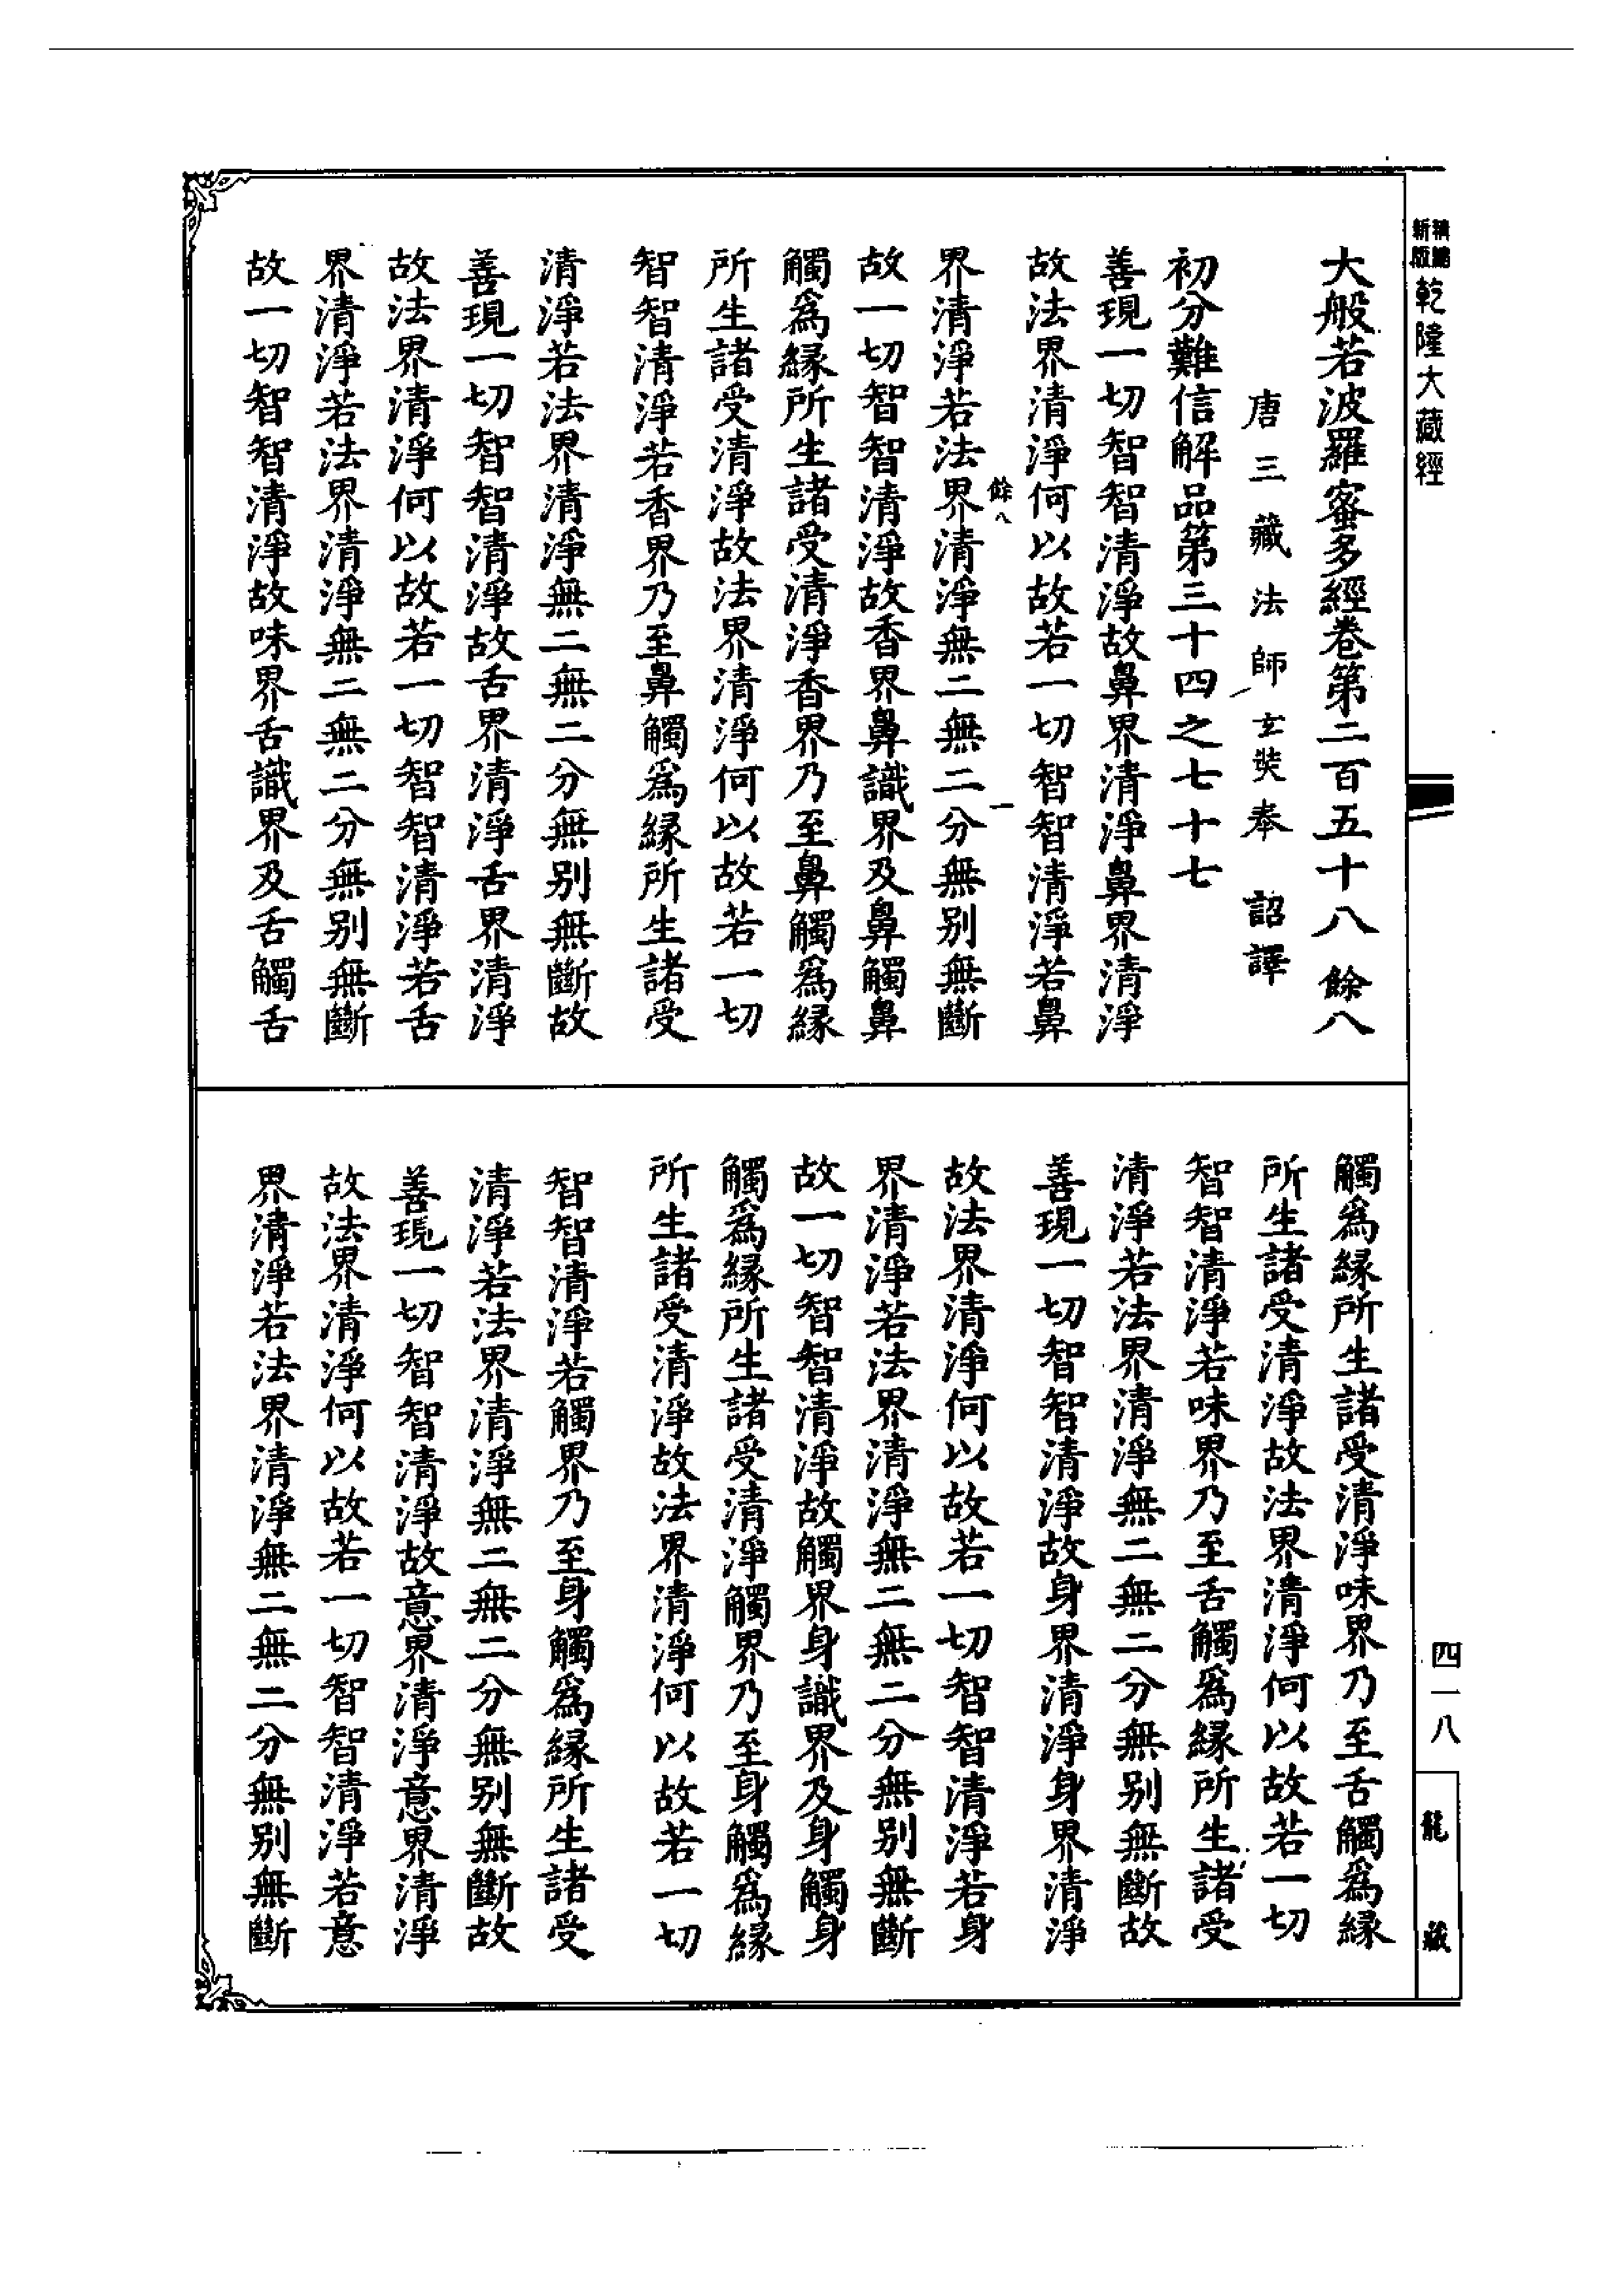 新版精縮乾隆大藏經
大般若波羅蜜多經卷第二百五十八 餘八
唐三藏法師玄奘奉 詔譯
初分難信解品第三十四之七十七
善現一切智智清淨故鼻界清淨鼻界清淨
故法界清淨何以故若一切智智清淨若鼻
餘八 一
界清淨若法界清淨無二無二分無别無斷
故一切智智清淨故香界鼻識界及鼻觸鼻
觸爲緣所生諸受清淨香界乃至鼻觸爲緣
所生諸受清淨故法界清淨何以故若一切
智智清淨若香界乃至鼻觸爲緣所生諸受
清淨若法界清淨無二無二分無别無斷故
善現一切智智清淨故舌界清淨舌界清淨
故法界清淨何以故若一切智智清淨若舌
界清淨若法界清淨無二無二分無别無斷
故一切智智清淨故味界舌識界及舌觸舌
觸爲緣所生諸受清淨味界乃至舌觸爲緣
所生諸受清淨故法界清淨何以故若一切
智智清淨若味界乃至舌觸爲緣所生諸受
清淨若法界清淨無二無二分無别無斷故
善現一切智智清淨故身界清淨身界清淨
故法界清淨何以故若一切智智清淨若身
界清淨若法界清淨無二無二分無别無斷
故一切智智清淨故觸界身識界及身觸身
觸爲緣所生諸受清淨觸界乃至身觸爲緣
所生諸受清淨故法界清淨何以故若一切
智智清淨若觸界乃至身觸爲緣所生諸受
清淨若法界清淨無二無二分無别無斷故
善現一切智智清淨故意界清淨意界清淨
故法界清淨何以故若一切智智清淨若意
界清淨若法界清淨無二無二分無别無斷
四一八
龍藏